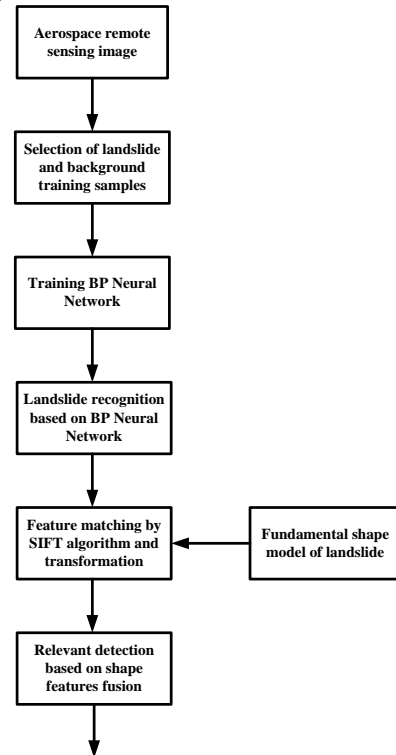 Aerospace remote
sensing image
Selection of landslide
and background
training samples
Training BP Neural
Network
Landslide recognition
based on BP Neural
Network
Feature matching by
SIFT algorithm and
transformation
Fundamental shape
model of landslide
Relevant detection
based on shape
features fusion